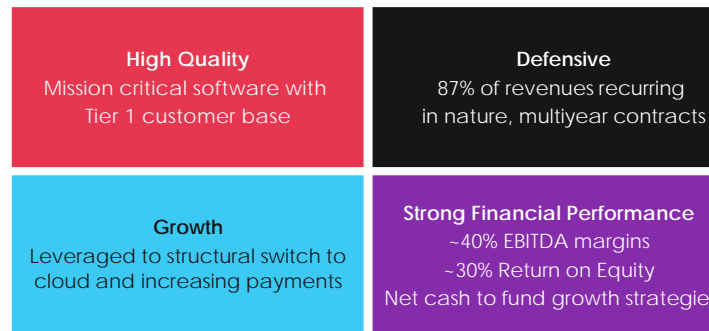 High Quality
Mission critical software with
Tier 1 customer base
Defensive
87% of revenues recurring
in nature, multiyear contracts
Growth
Leveraged to structural switch to
cloud and increasing payments
Strong Financial Performance
~40% EBITDA margins
~30% Return on Equity
Net cash to fund growth strategie